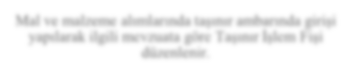 Mal ve malzeme alımlarında taşınır ambarında girişi
yapılarak ilgili mevzuata göre Taşınır İşlem Fişi
düzenlenir.